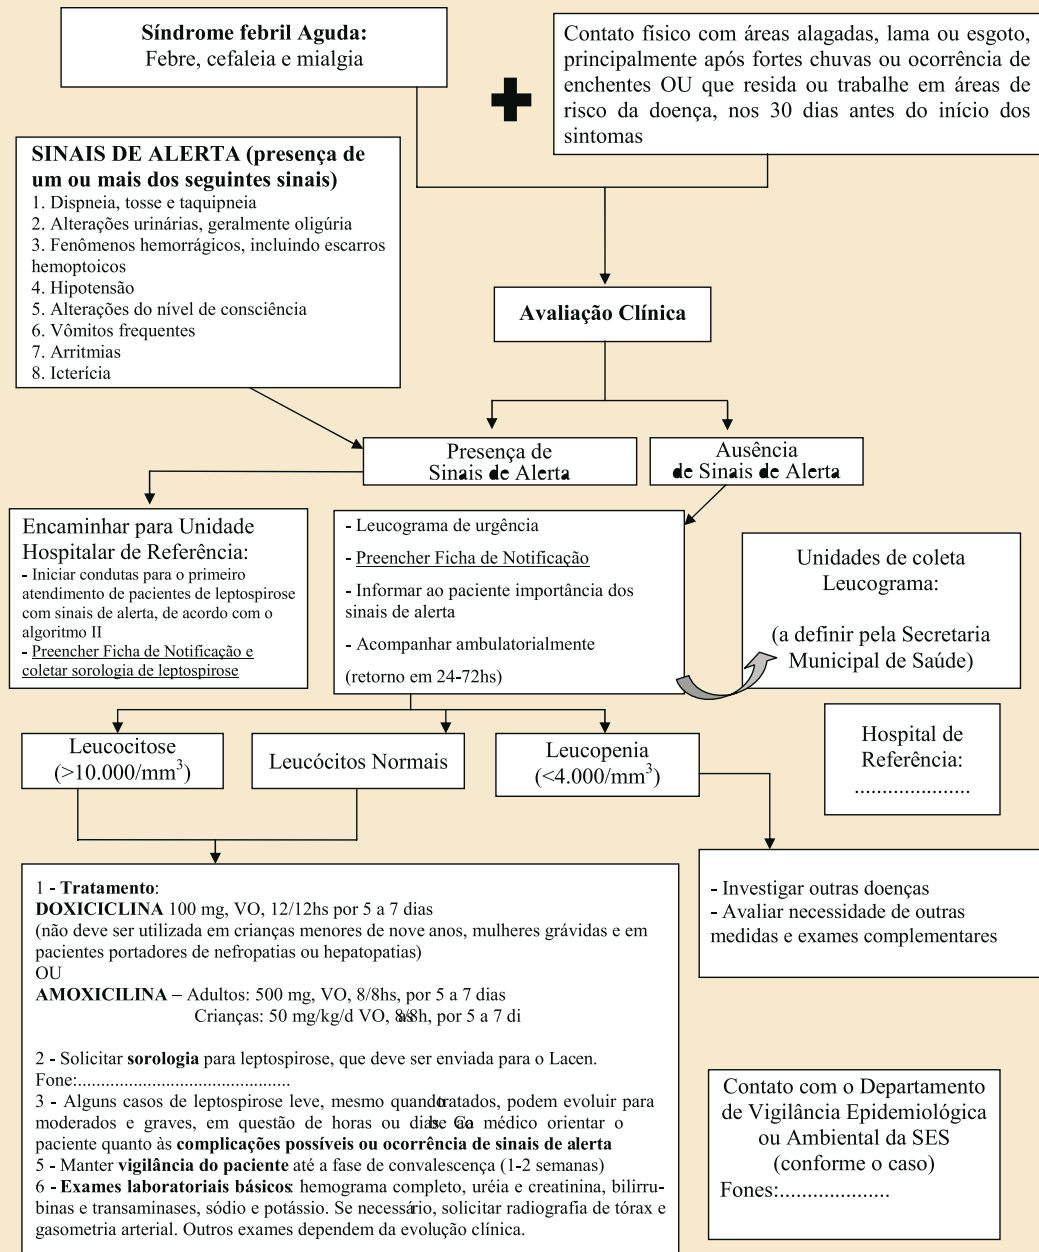 Síndrome febril Aguda:
Febre, cefaleia e mialgia
Contato físico com áreas alagadas, lama ou esgoto,
principalmente após fortes chuvas ou ocorrência de
enchentes OU que resida ou trabalhe em áreas de
risco da doença, nos 30 dias antes do início dos
sintomas
SINAIS DE ALERTA (presença de
um ou mais dos seguintes sinais)
1. Dispneia, tosse e taquipneia
2. Alterações urinárias, geralmente oligúria
3. Fenômenos hemorrágicos, incluindo escarros
hemoptoicos
4. Hipotensão
5. Alterações do nível de consciência
6. Vômitos frequentes
7. Arritmias
8. Icterícia
Avaliação Clínica
Presença de
Sinais de Alerta
Ausência
de Sinais de Alerta
Encaminhar para Unidade
Hospitalar de Referência:
- Iniciar condutas para o primeiro
atendimento de pacientes de leptospirose
com sinais de alerta, de acordo com o
algoritmo II
- Preencher Ficha de Notificação e
coletar sorologia de leptospirose
- Leucograma de urgência
- Preencher Ficha de Notificação
- Informar ao paciente importância dos
sinais de alerta
- Acompanhar ambulatorialmente
(retorno em 24-72hs)
Unidades de coleta
Leucograma:
(a definir pela Secretaria
Municipal de Saúde)
Leucocitose
(>10.000/mm³)
Leucócitos Normais
Leucopenia
(<4.000/mm³)
Hospital de
Referência:
......................
1 - Tratamento:
DOXICICLINA 100 mg, VO, 12/12hs por 5 a 7 dias
(não deve ser utilizada em crianças menores de nove anos, mulheres grávidas e em
pacientes portadores de nefropatias ou hepatopatias)
OU
AMOXICILINA – Adultos: 500 mg, VO, 8/8hs, por 5 a 7 dias
Crianças: 50 mg/kg/d VO, 8/8h, por 5 a 7 di
2 - Solicitar sorologia para leptospirose, que deve ser enviada para o Lacen.
Fone:..............................................
3 - Alguns casos de leptospirose leve, mesmo quando tratados, podem evoluir para
moderados e graves, em questão de horas ou dias. médico orientar o
paciente quanto às complicações possíveis ou ocorrência de sinais de alerta
5 - Manter vigilância do paciente até a fase de convalescença (1-2 semanas)
6 - Exames laboratoriais básicos: hemograma completo, uréia e creatinina, bilirru-
binas e transaminases, sódio e potássio. Se necessário, solicitar radiografia de tórax e
gasometria arterial. Outros exames dependem da evolução clínica.
- Investigar outras doenças
- Avaliar necessidade de outras
medidas e exames complementares
Contato com o Departamento
de Vigilância Epidemiológica
ou Ambiental da SES
(conforme o caso)
Fones:.....................